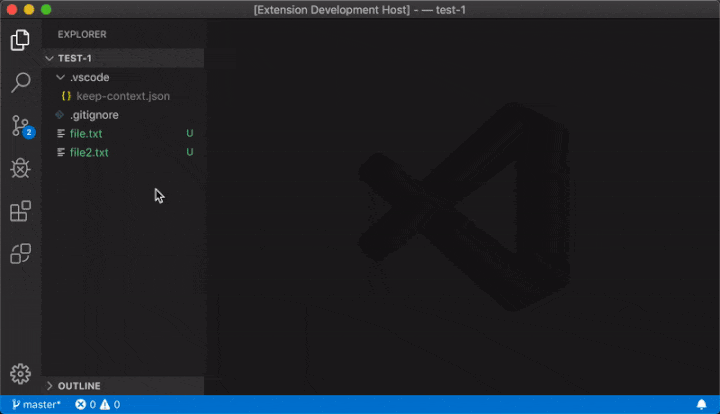 [Extension Development Host] - — test-1
EXPLORER
TEST-1
.vscode
{} keep-context.json
.gitignore
file.txt U
file2.txt U
2
OUTLINE
master* 0 0